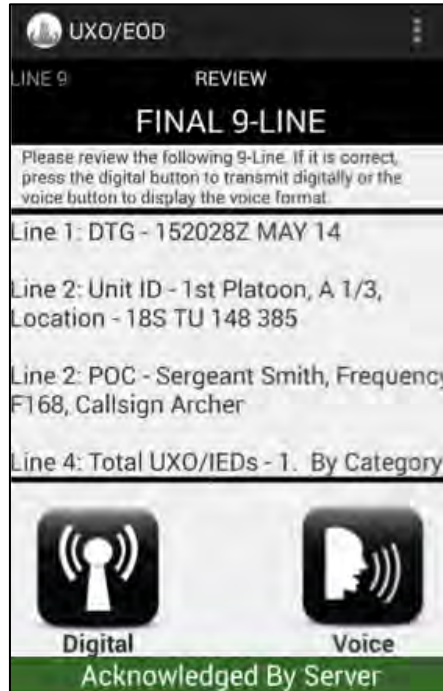 UXO/EOD
LINE 9 REVIEW
FINAL 9-LINE
Please review the following 9-Line. If it is correct,
press the digital button to transmit digitally or the
voice button to display the voice format.
Line 1: DTG - 152028Z MAY 14
Line 2: Unit ID - 1st Platoon, A 1/3,
Location - 18S TU 148 385
Line 2: POC - Sergeant Smith, Frequency
F168, Callsign Archer
Line 4: Total UXO/IEDs - 1. By Category
Digital Voice
Acknowledged By Server